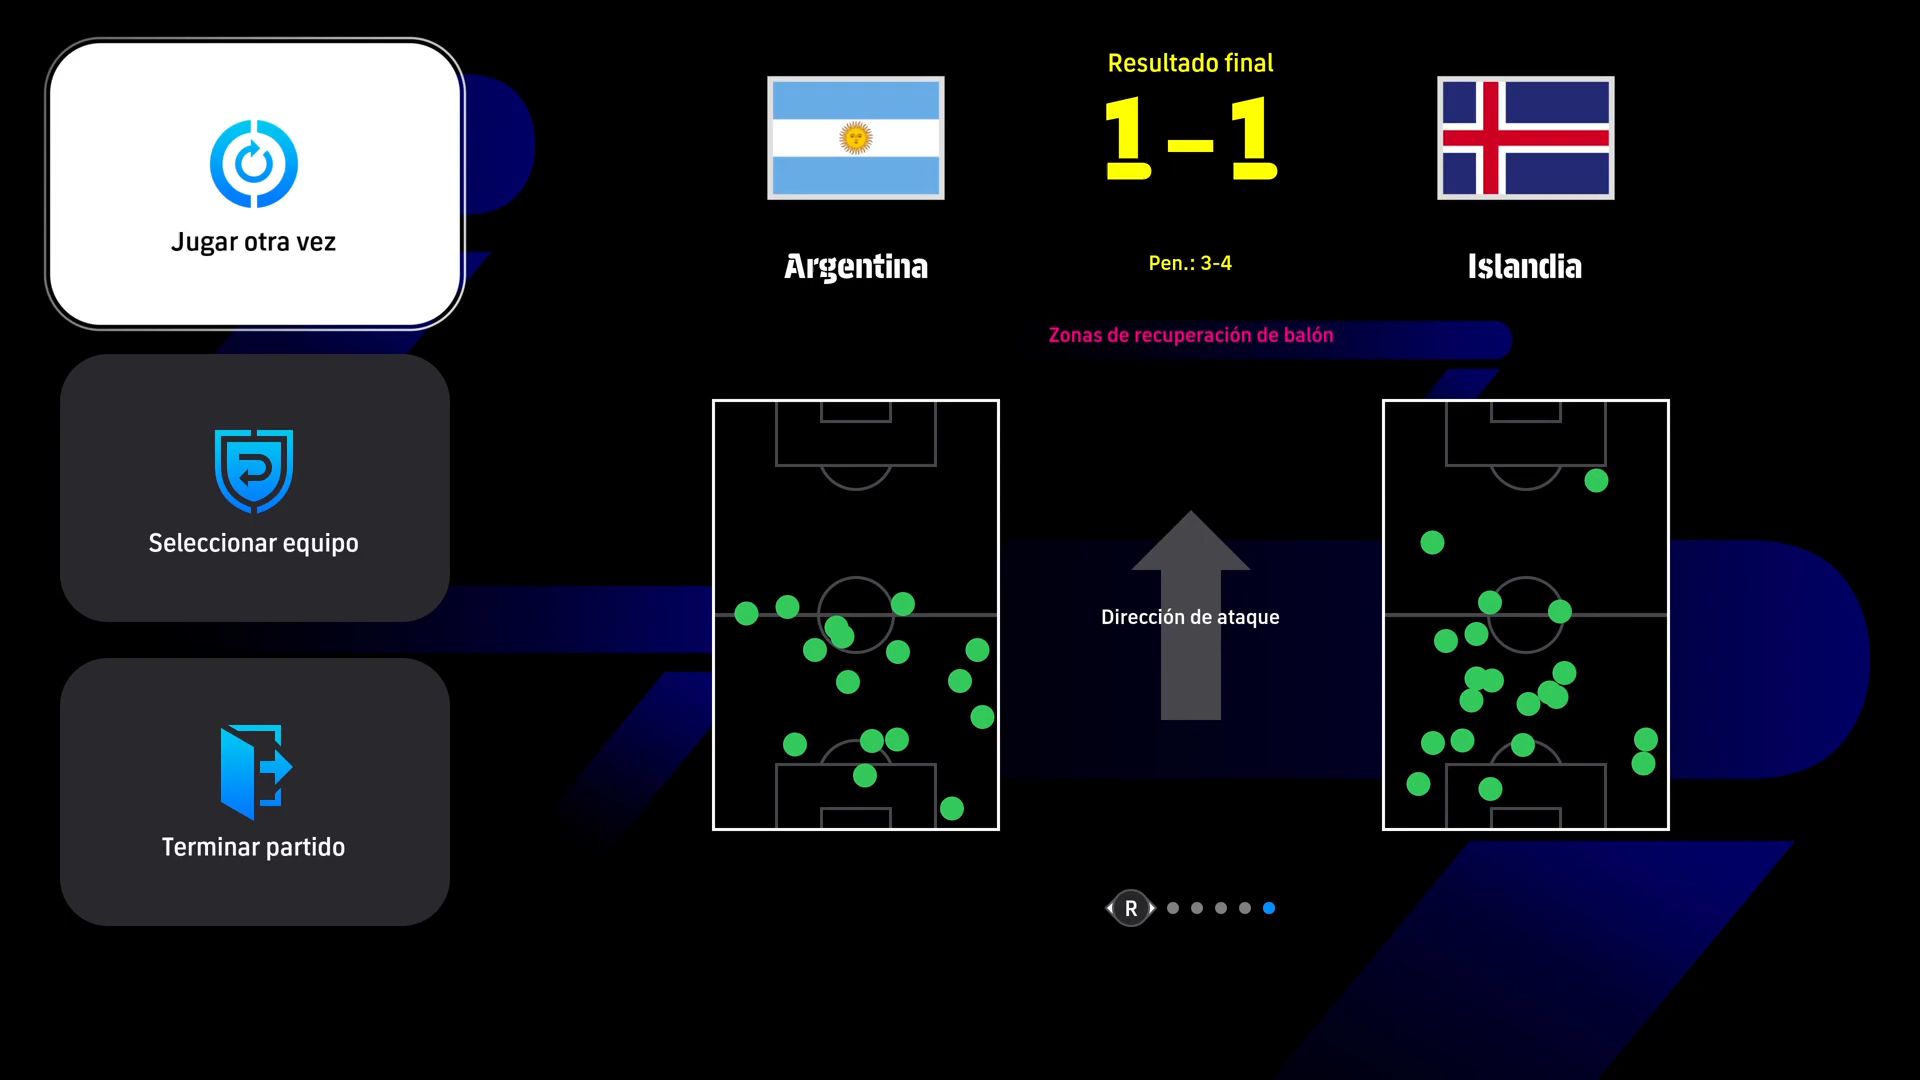 Jugar otra vez
Seleccionar equipo
Terminar partido
Resultado final
1-1
Argentina
Pen.: 3-4
Islandia
Zonas de recuperación de balón
Dirección de ataque
R